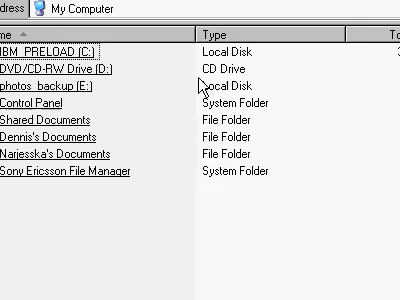 dress My Computer
me Type To
IBM_PRELOAD (C:) Local Disk 3
DVD/CD-RW Drive (D:) CD Drive
photos_backup (E:) Local Disk
Control Panel System Folder
Shared Documents File Folder
Dennis's Documents File Folder
Narjesska's Documents File Folder
Sony Ericsson File Manager System Folder